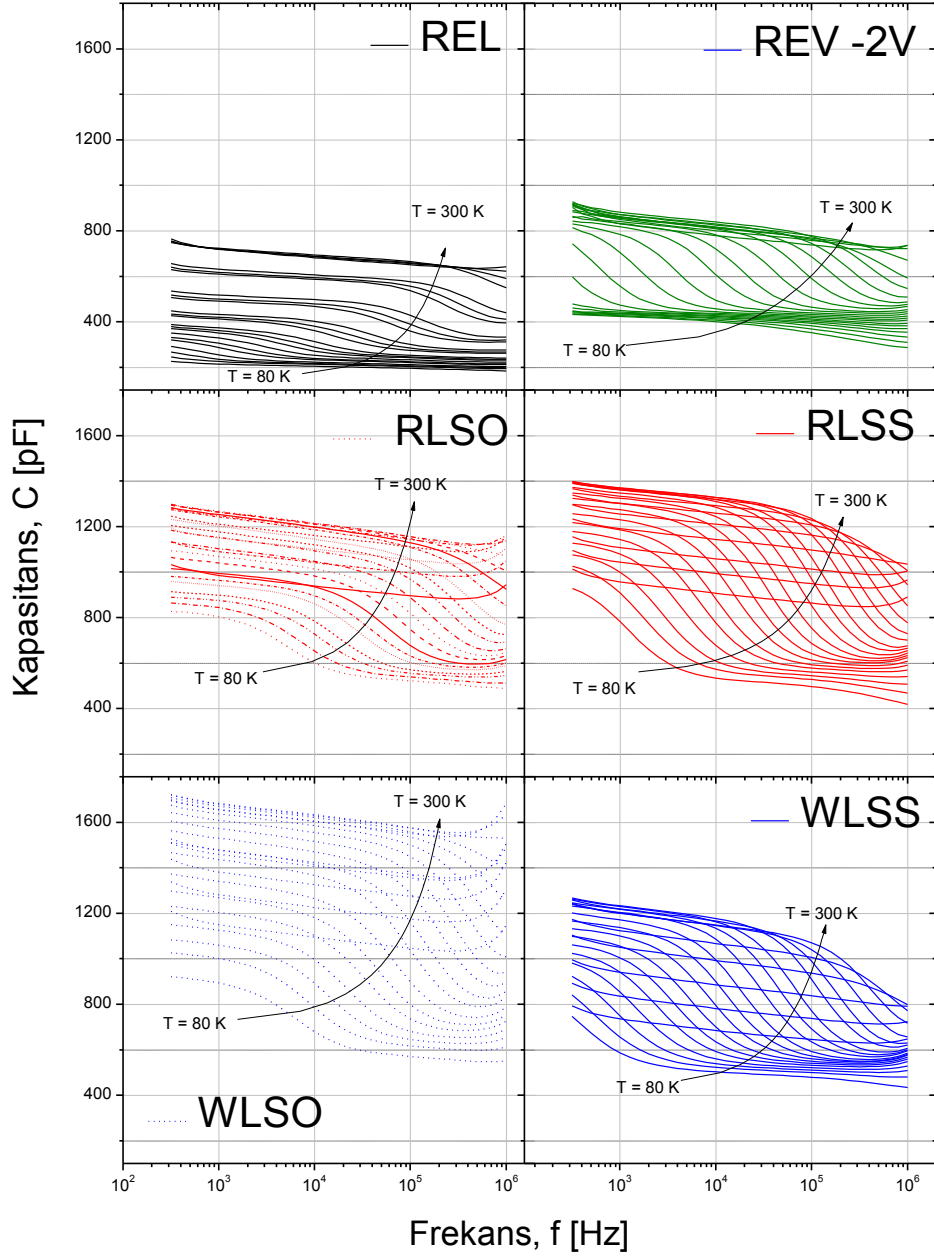 REL
REV -2V
1600
1200
800
400
T = 300 K
T = 80 K
T = 300 K
T = 80 K
RLSO
RLSS
1600
1200
800
400
T = 300 K
T = 80 K
T = 300 K
T = 80 K
Kapasitans, C [pF]
WLSO
WLSS
1600
1200
800
400
T = 300 K
T = 80 K
T = 300 K
T = 80 K
10² 10³ 10⁴ 10⁵ 10⁶ 10³ 10⁴ 10⁵ 10⁶
Frekans, f [Hz]